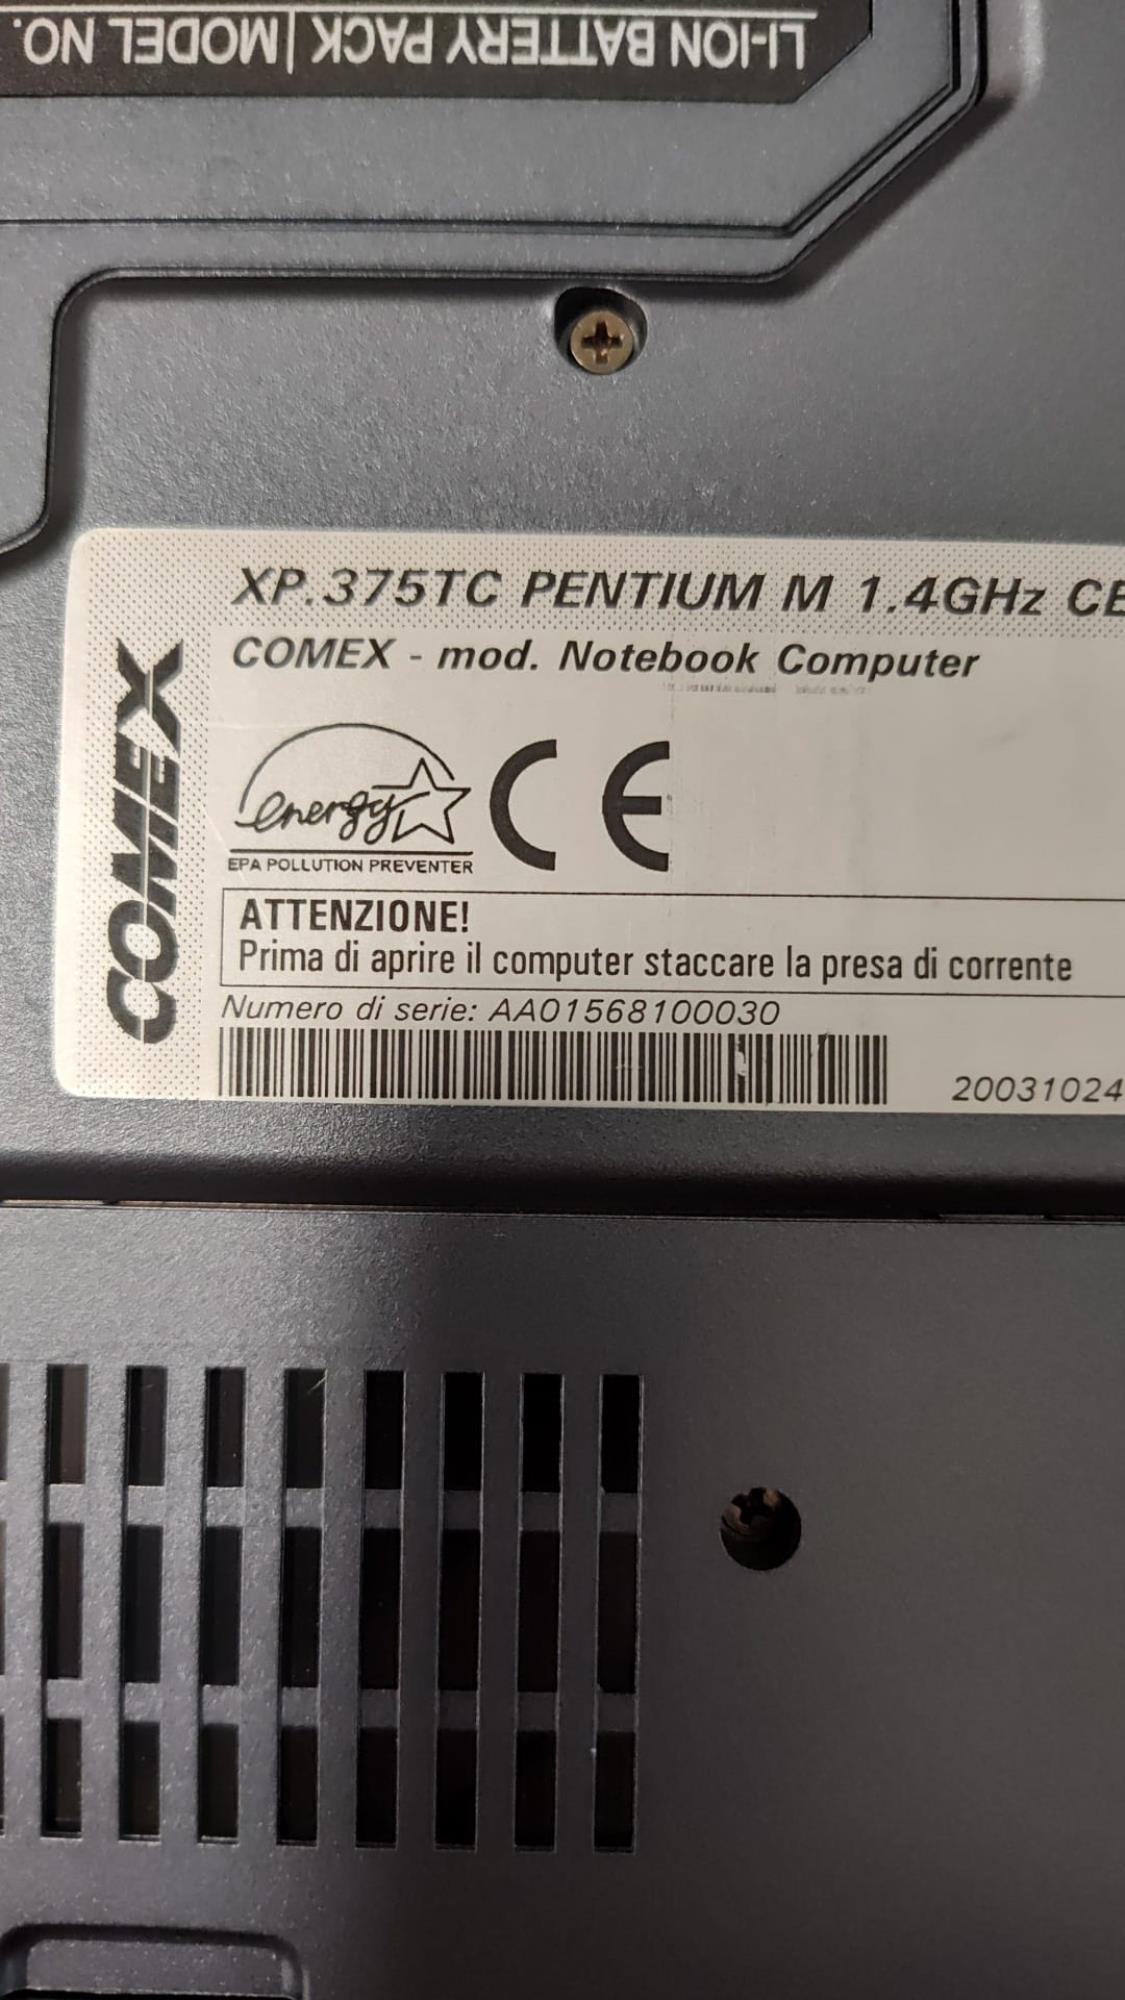 LI-ION BATTERY PACK | MODEL NO.
XP.375TC PENTIUM M 1.4GHz CE
COMEX - mod. Notebook Computer
COMEX
energy
CE
EPA POLLUTION PREVENTER
ATTENZIONE!
Prima di aprire il computer staccare la presa di corrente
Numero di serie: AA01568100030
20031024